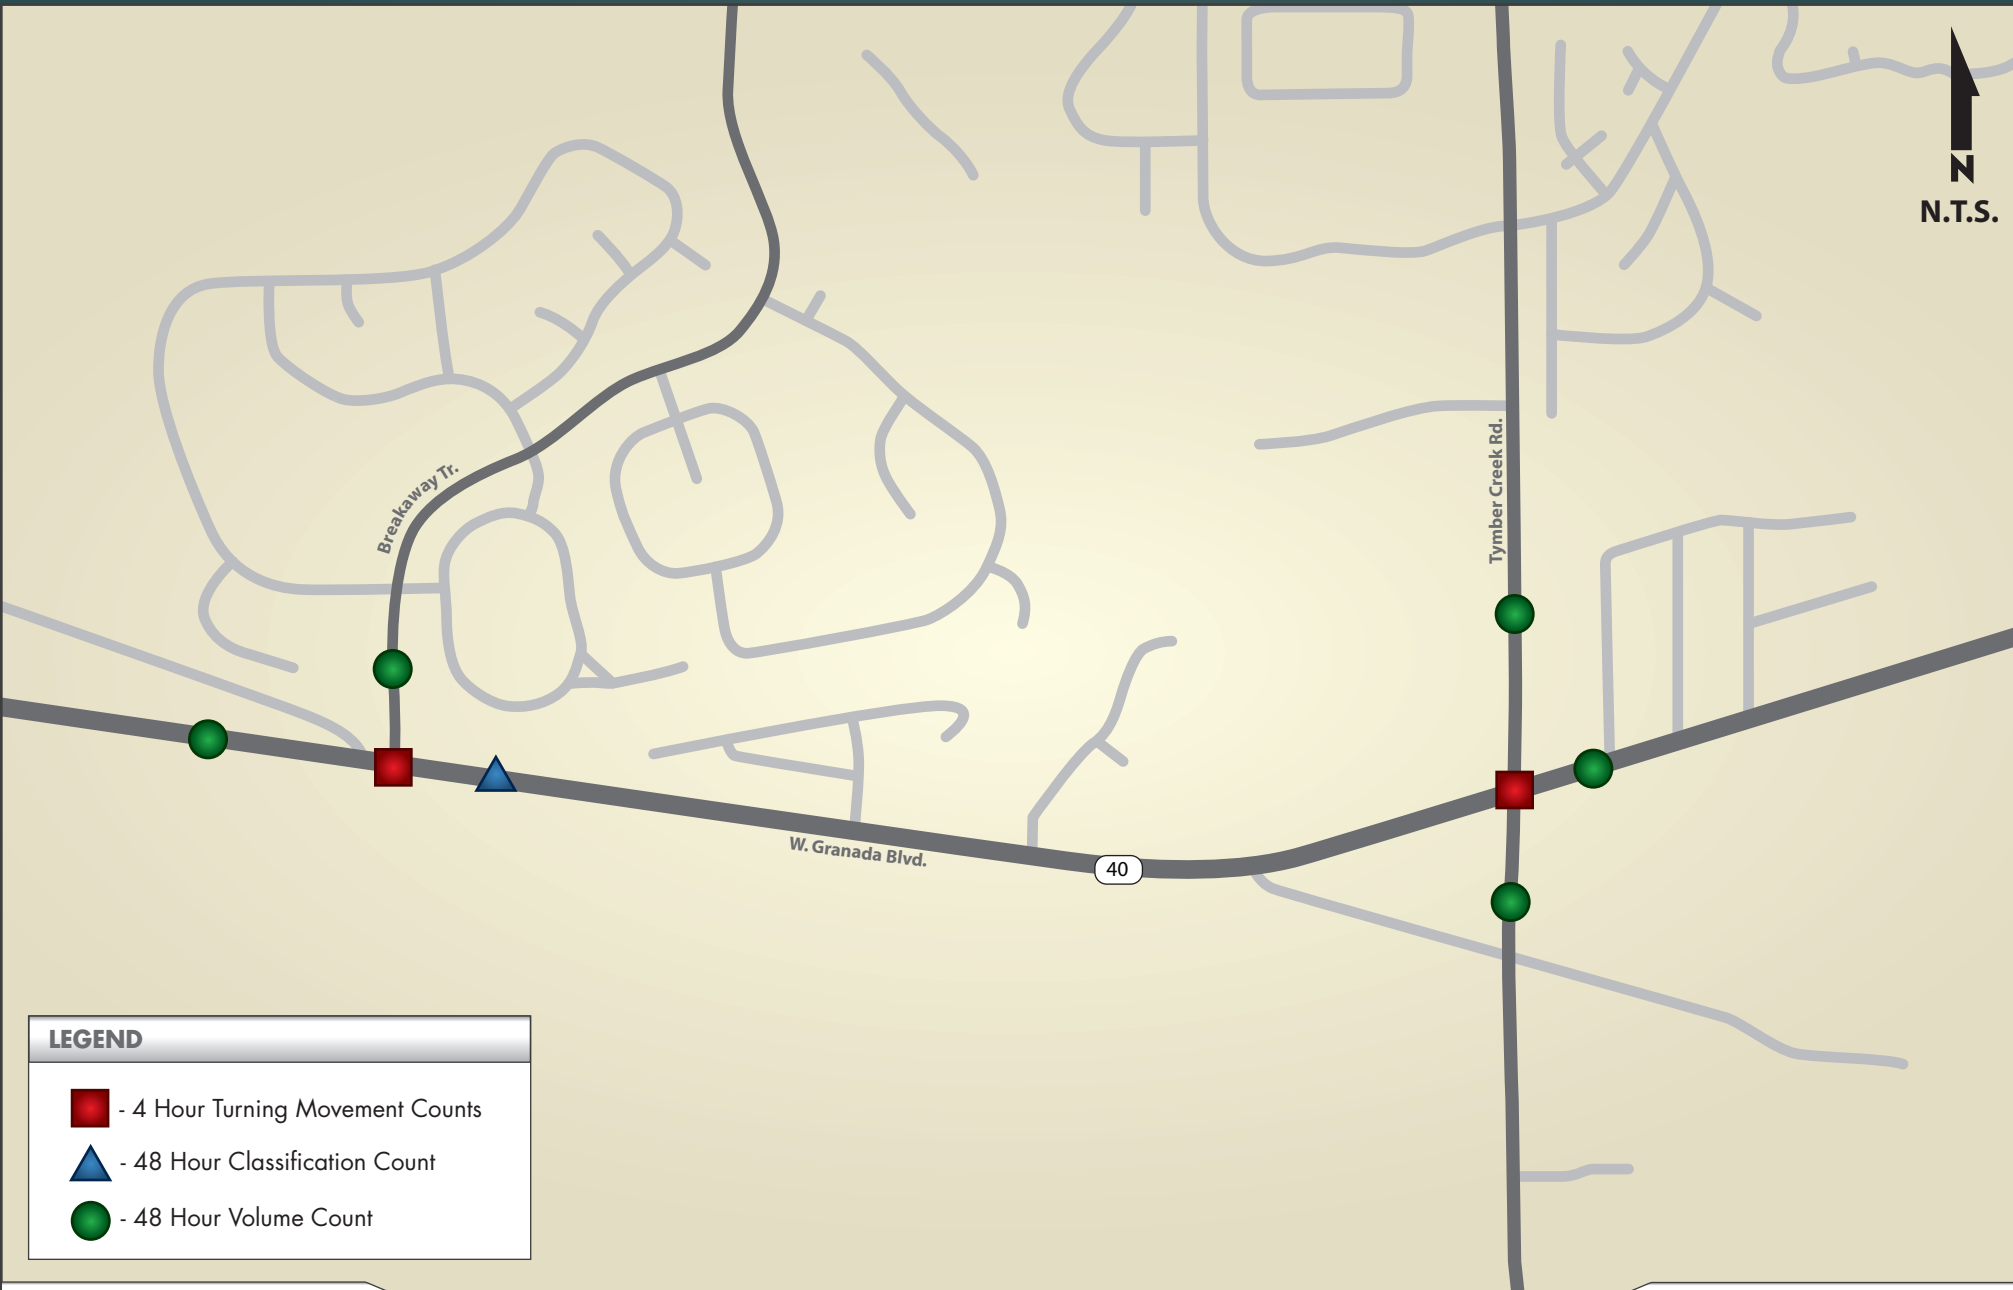 N
N.T.S.
Breakaway Tr.
Tymber Creek Rd.
W. Granada Blvd.
40
LEGEND
- 4 Hour Turning Movement Counts
- 48 Hour Classification Count
- 48 Hour Volume Count